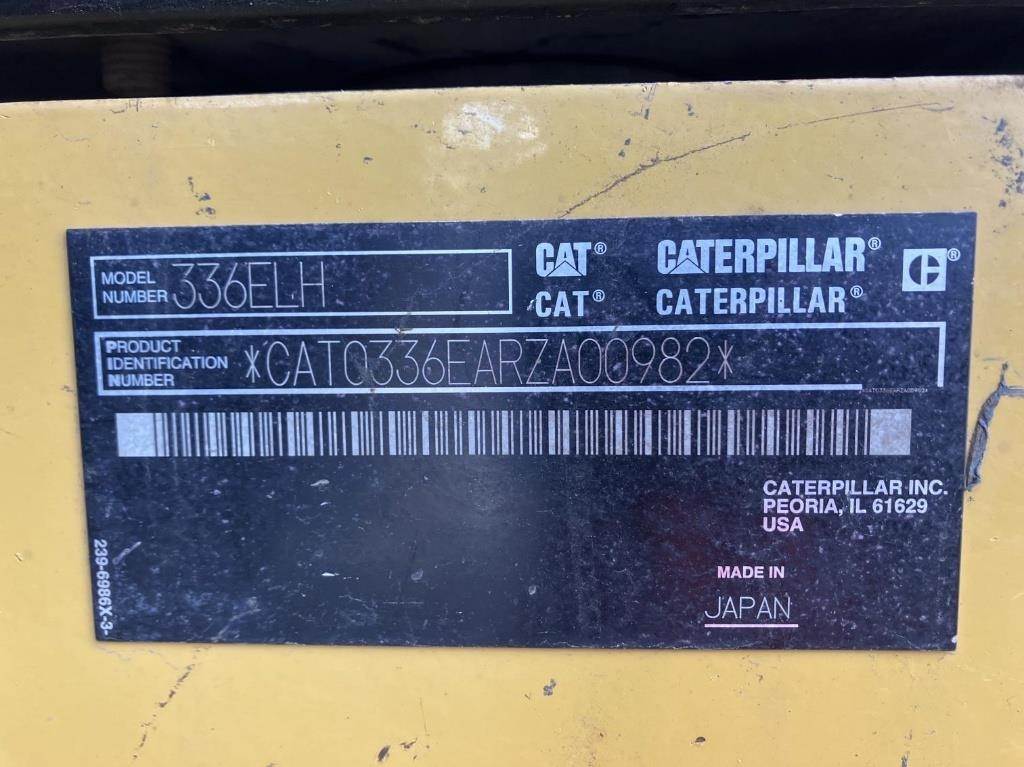 MODEL
NUMBER 336ELH
CAT® CATERPILLAR® ®
CAT® CATERPILLAR®
PRODUCT
IDENTIFICATION
NUMBER
*CAT0336EARZA00982*
*CAT0336EARZA00982*
CATERPILLAR INC.
PEORIA, IL 61629
USA
MADE IN
JAPAN
239-6986X-3-